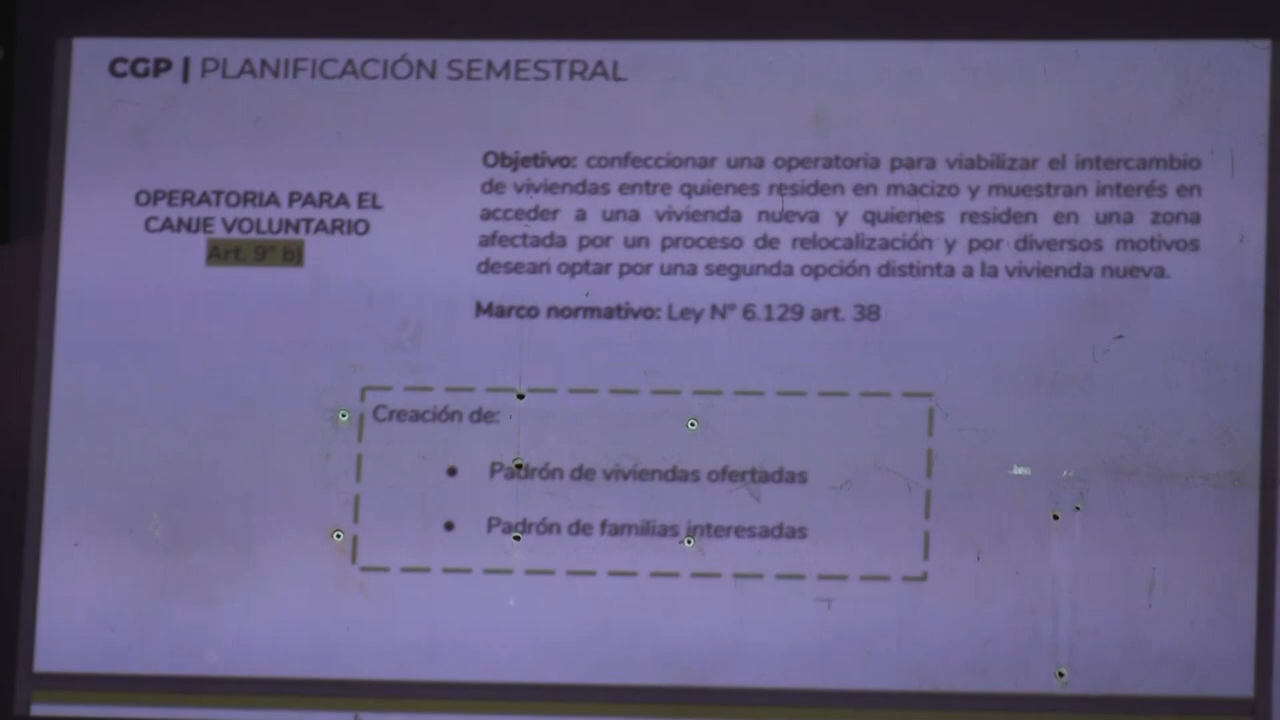 CGP | PLANIFICACIÓN SEMESTRAL
OPERATORIA PARA EL
CANJE VOLUNTARIO
Art. 9° b)
Objetivo: confeccionar una operatoria para viabilizar el intercambio
de viviendas entre quienes residen en macizo y muestran interés en
acceder a una vivienda nueva y quienes residen en una zona
afectada por un proceso de relocalización y por diversos motivos
desean optar por una segunda opción distinta a la vivienda nueva.
Marco normativo: Ley N° 6.129 art. 38
Creación de:
• Padrón de viviendas ofertadas
• Padrón de familias interesadas